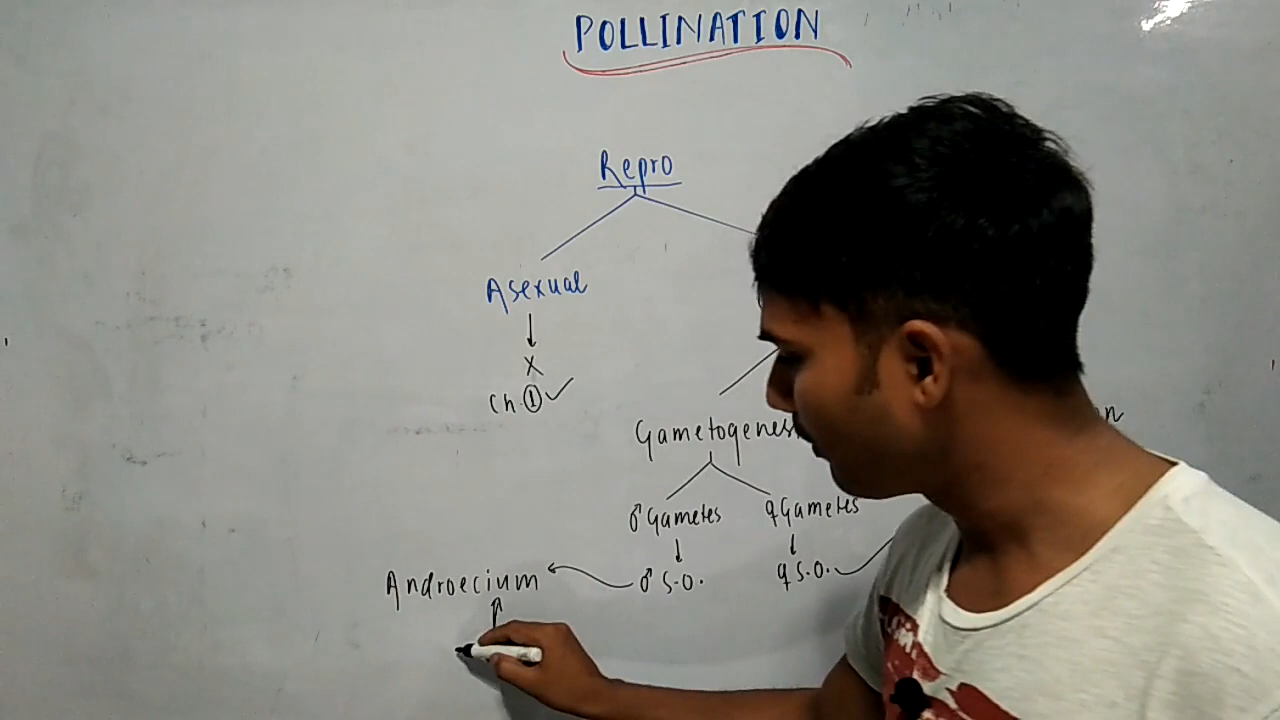 POLLINATION
Repro
Asexual
X
Ch. ① ✓
Gametogenes
♂ Gametes ♀ Gametes
♂ S.O. ♀ S.O.
Androecium